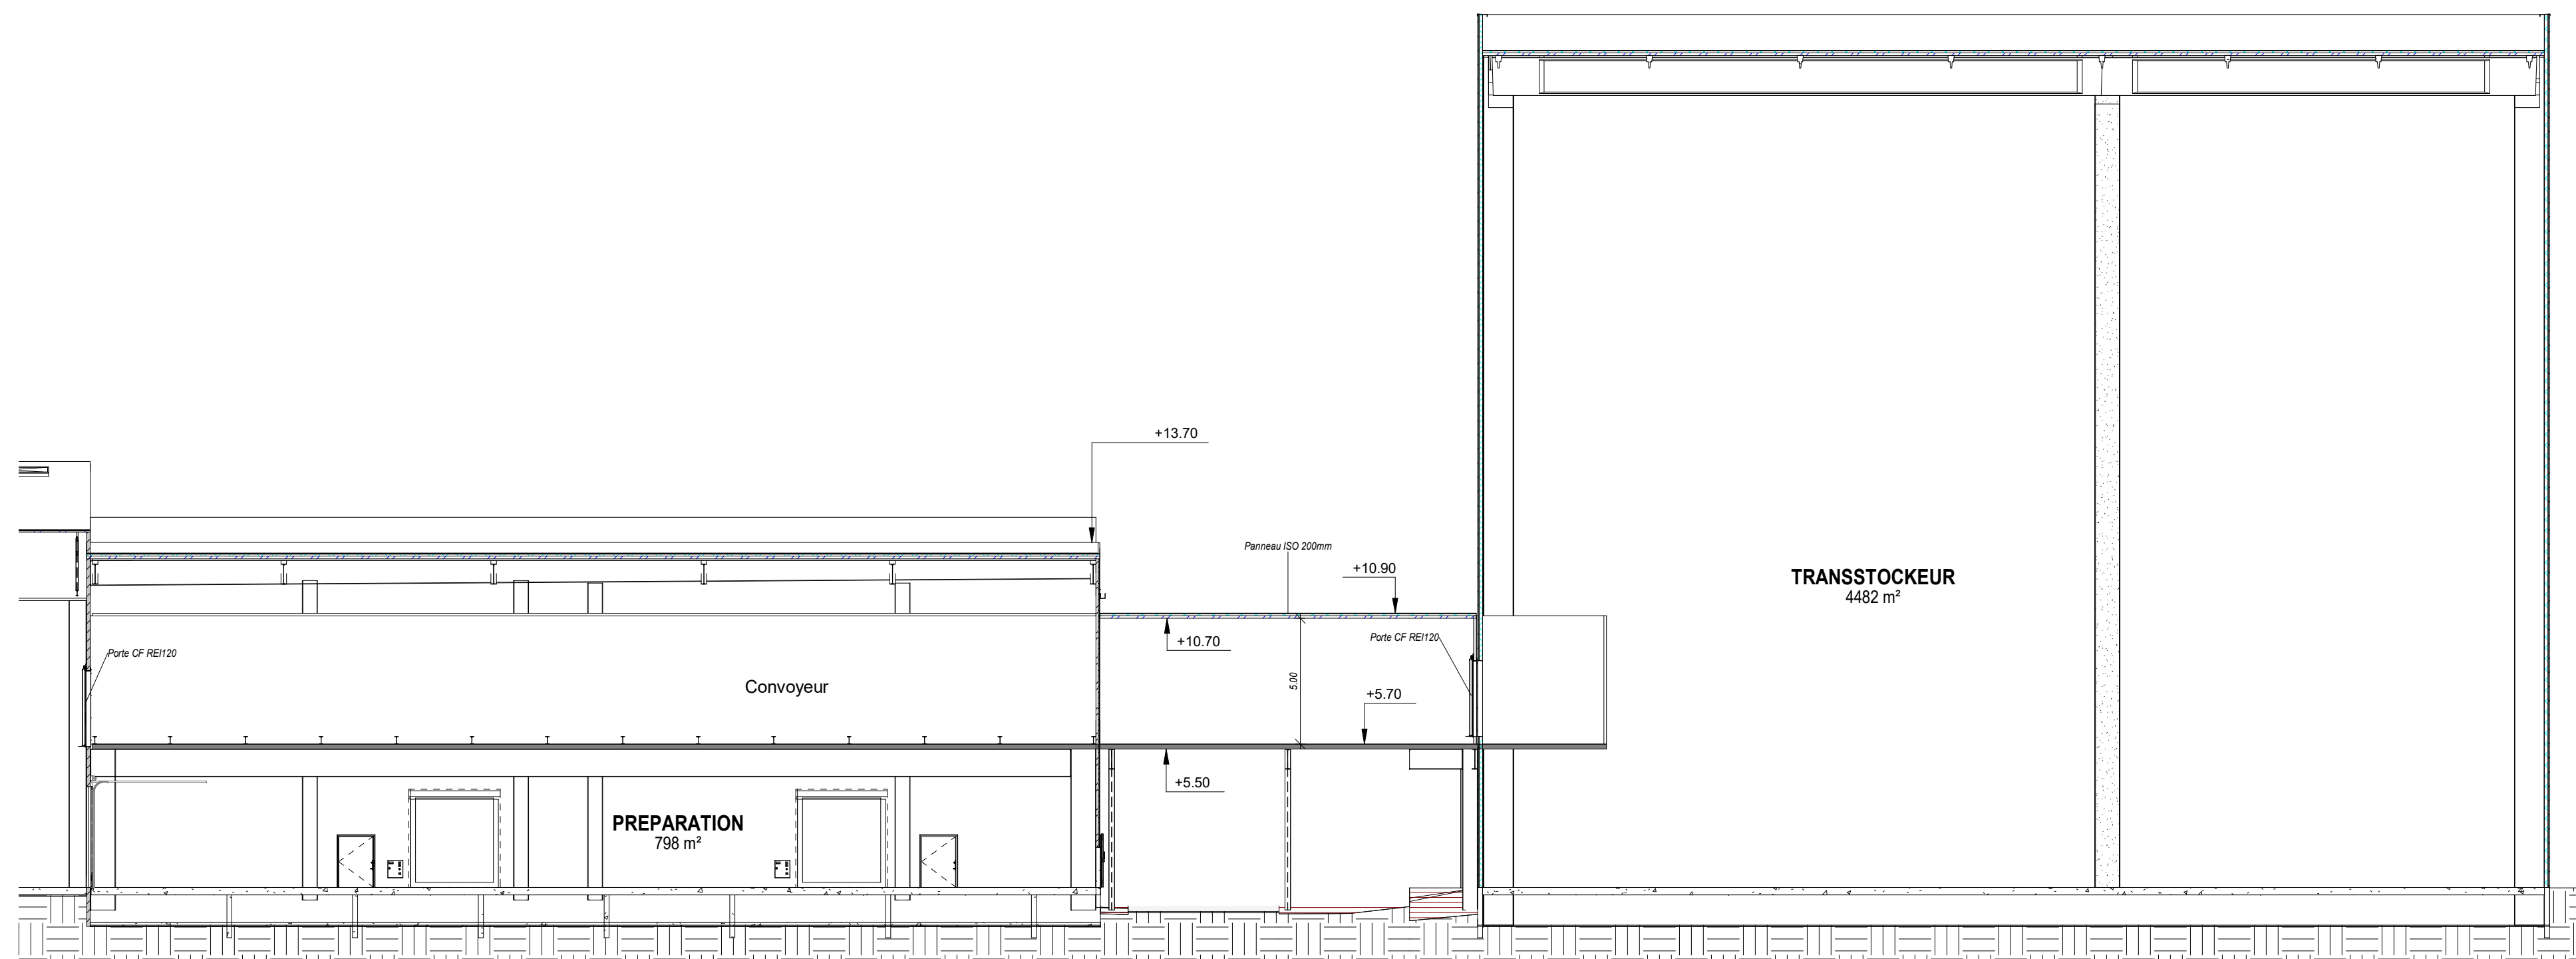 +13.70
Panneau ISO 200mm
+10.90
TRANSSTOCKEUR
4482 m²
+10.70
Porte CF REI120
Porte CF REI120
Convoyeur
5.00
+5.70
+5.50
PREPARATION
798 m²